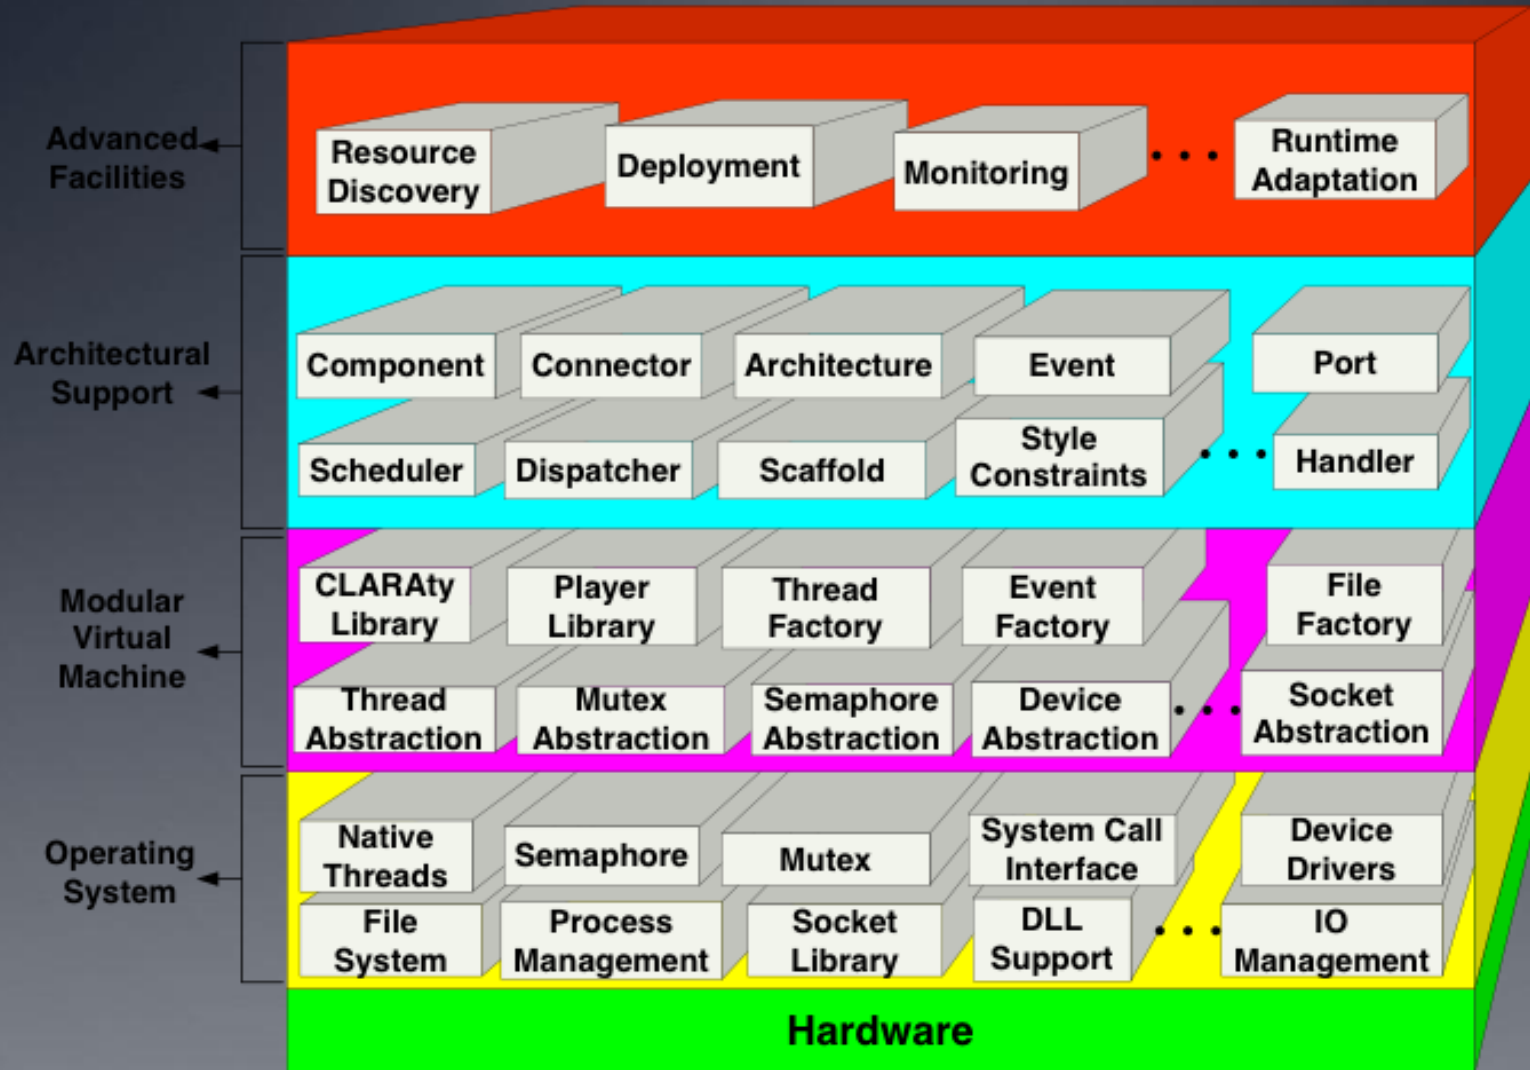 Advanced
Facilities
Resource
Discovery
Deployment
Monitoring
Runtime
Adaptation
Architectural
Support
Component
Connector
Architecture
Event
Port
Scheduler
Dispatcher
Scaffold
Style
Constraints
Handler
Modular
Virtual
Machine
CLARAty
Library
Player
Library
Thread
Factory
Event
Factory
File
Factory
Thread
Abstraction
Mutex
Abstraction
Semaphore
Abstraction
Device
Abstraction
Socket
Abstraction
Operating
System
Native
Threads
Semaphore
Mutex
System Call
Interface
Device
Drivers
File
System
Process
Management
Socket
Library
DLL
Support
IO
Management
Hardware